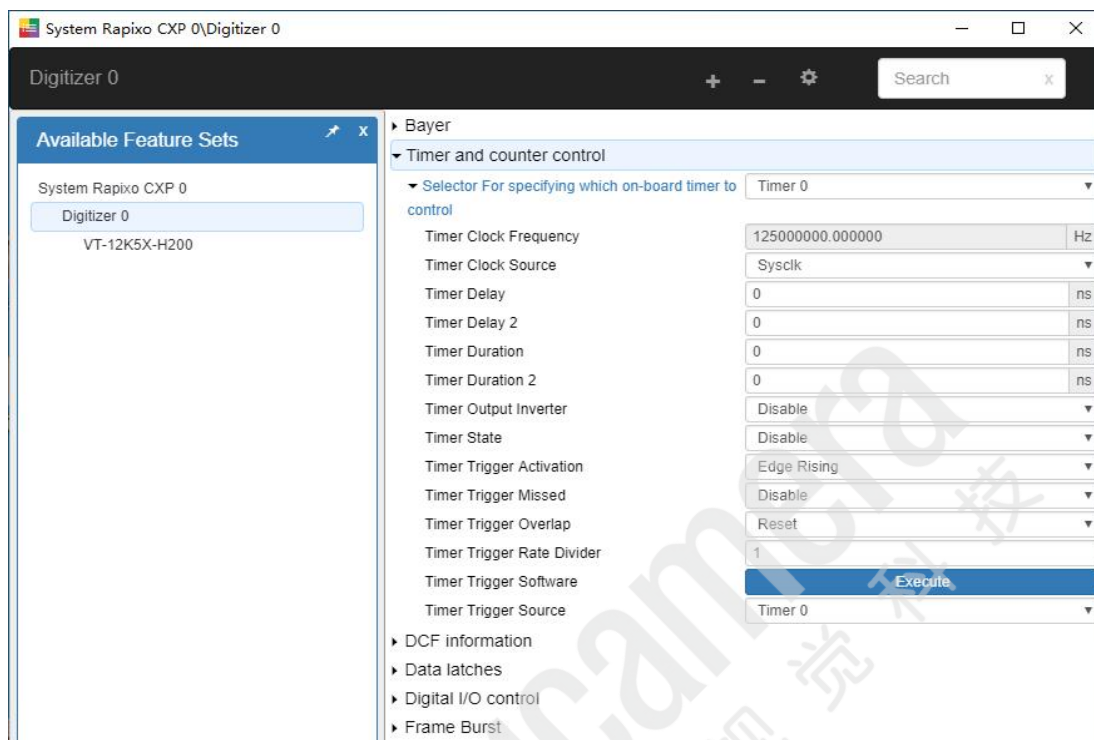 System Rapixo CXP 0\Digitizer 0
Digitizer 0
+ -
Search x
Available Feature Sets x
System Rapixo CXP 0
Digitizer 0
VT-12K5X-H200
Bayer
Timer and counter control
Selector For specifying which on-board timer to control Timer 0
Timer Clock Frequency 125000000.000000 Hz
Timer Clock Source Sysclk
Timer Delay 0 ns
Timer Delay 2 0 ns
Timer Duration 0 ns
Timer Duration 2 0 ns
Timer Output Inverter Disable
Timer State Disable
Timer Trigger Activation Edge Rising
Timer Trigger Missed Disable
Timer Trigger Overlap Reset
Timer Trigger Rate Divider 1
Timer Trigger Software Execute
Timer Trigger Source Timer 0
DCF information
Data latches
Digital I/O control
Frame Burst
camera
觉科技